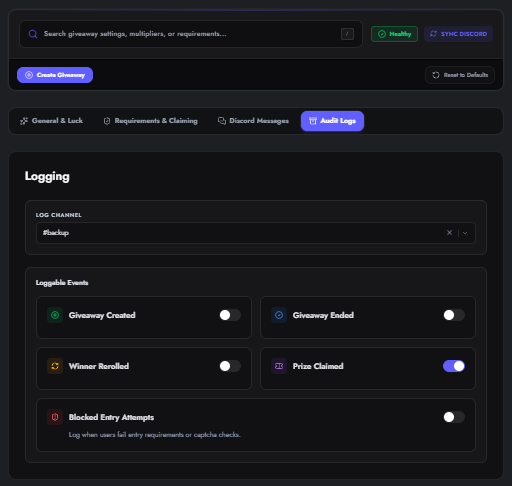 Search giveaway settings, multipliers, or requirements...
/
Healthy
SYNC DISCORD
Create Giveaway
Reset to Defaults
General & Luck
Requirements & Claiming
Discord Messages
Audit Logs
Logging
LOG CHANNEL
#backup
Loggable Events
Giveaway Created
Giveaway Ended
Winner Rerolled
Prize Claimed
Blocked Entry Attempts
Log when users fail entry requirements or captcha checks.